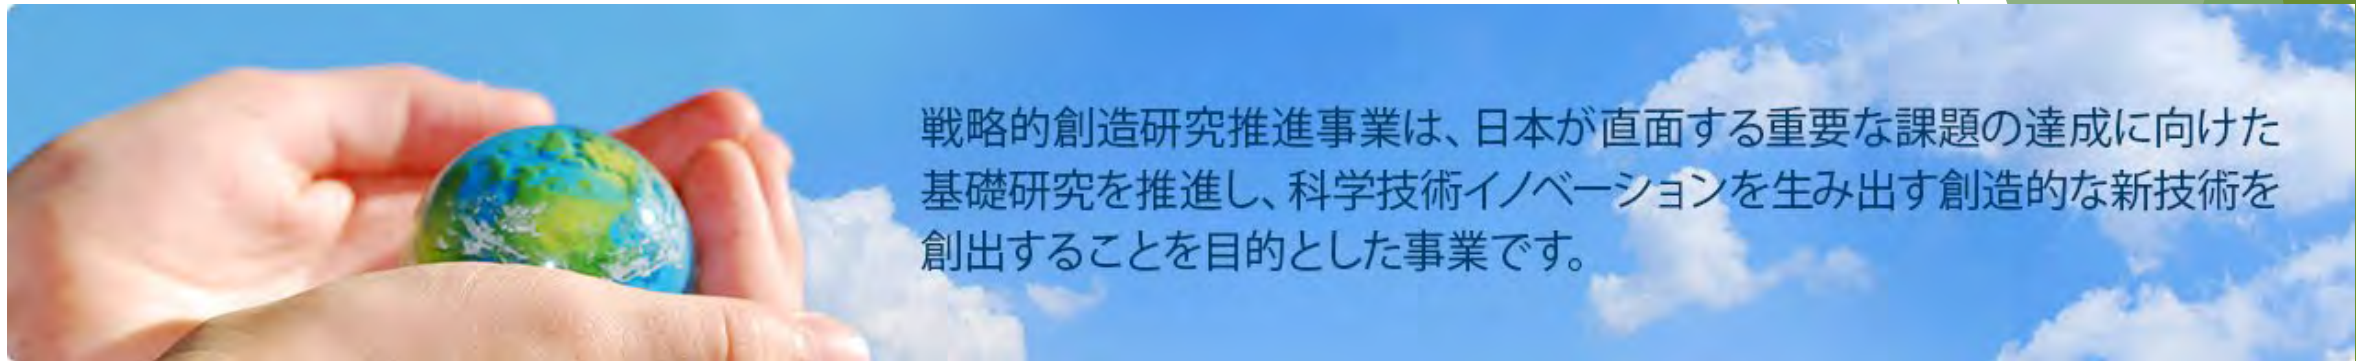 戦略的創造研究推進事業は、日本が直面する重要な課題の達成に向けた
基礎研究を推進し、科学技術イノベーションを生み出す創造的な新技術を
創出することを目的とした事業です。